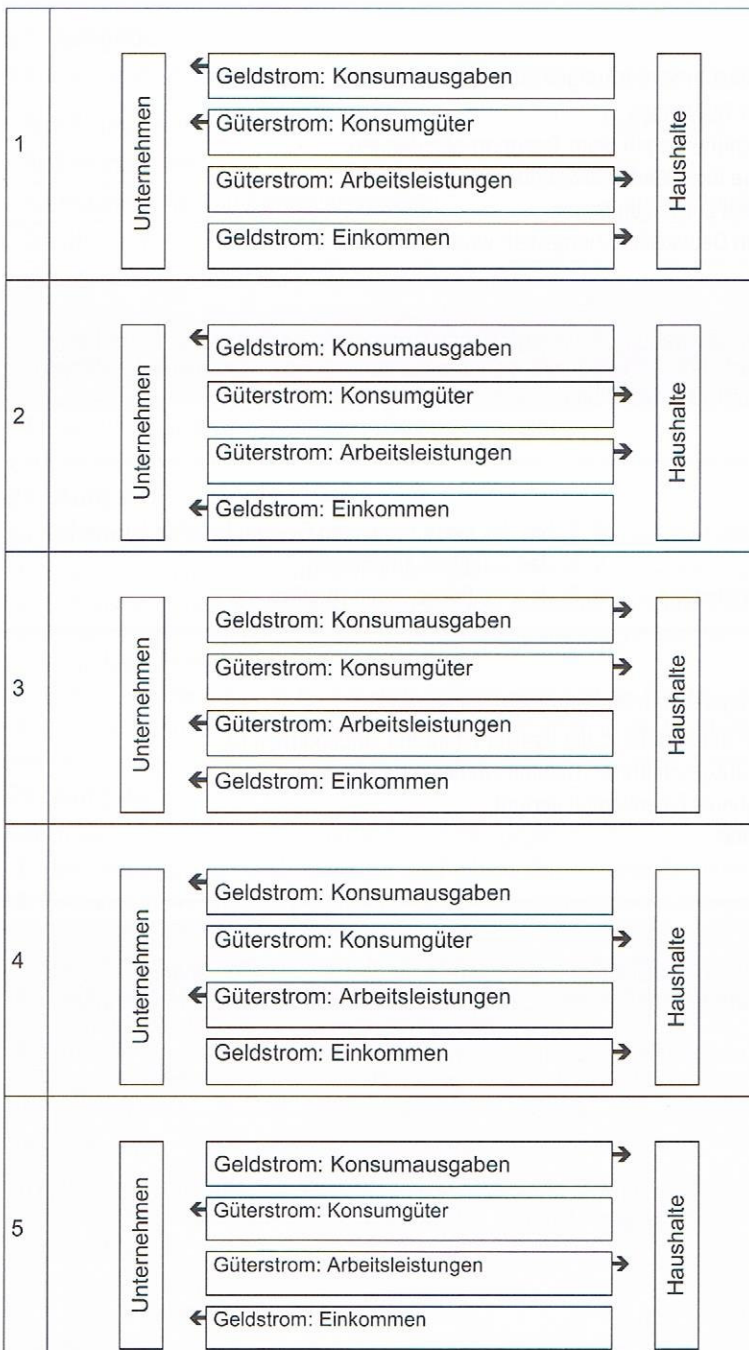 1
Unternehmen
Geldstrom: Konsumausgaben
Güterstrom: Konsumgüter
Güterstrom: Arbeitsleistungen
Geldstrom: Einkommen
Haushalte
2
Unternehmen
Geldstrom: Konsumausgaben
Güterstrom: Konsumgüter
Güterstrom: Arbeitsleistungen
Geldstrom: Einkommen
Haushalte
3
Unternehmen
Geldstrom: Konsumausgaben
Güterstrom: Konsumgüter
Güterstrom: Arbeitsleistungen
Geldstrom: Einkommen
Haushalte
4
Unternehmen
Geldstrom: Konsumausgaben
Güterstrom: Konsumgüter
Güterstrom: Arbeitsleistungen
Geldstrom: Einkommen
Haushalte
5
Unternehmen
Geldstrom: Konsumausgaben
Güterstrom: Konsumgüter
Güterstrom: Arbeitsleistungen
Geldstrom: Einkommen
Haushalte